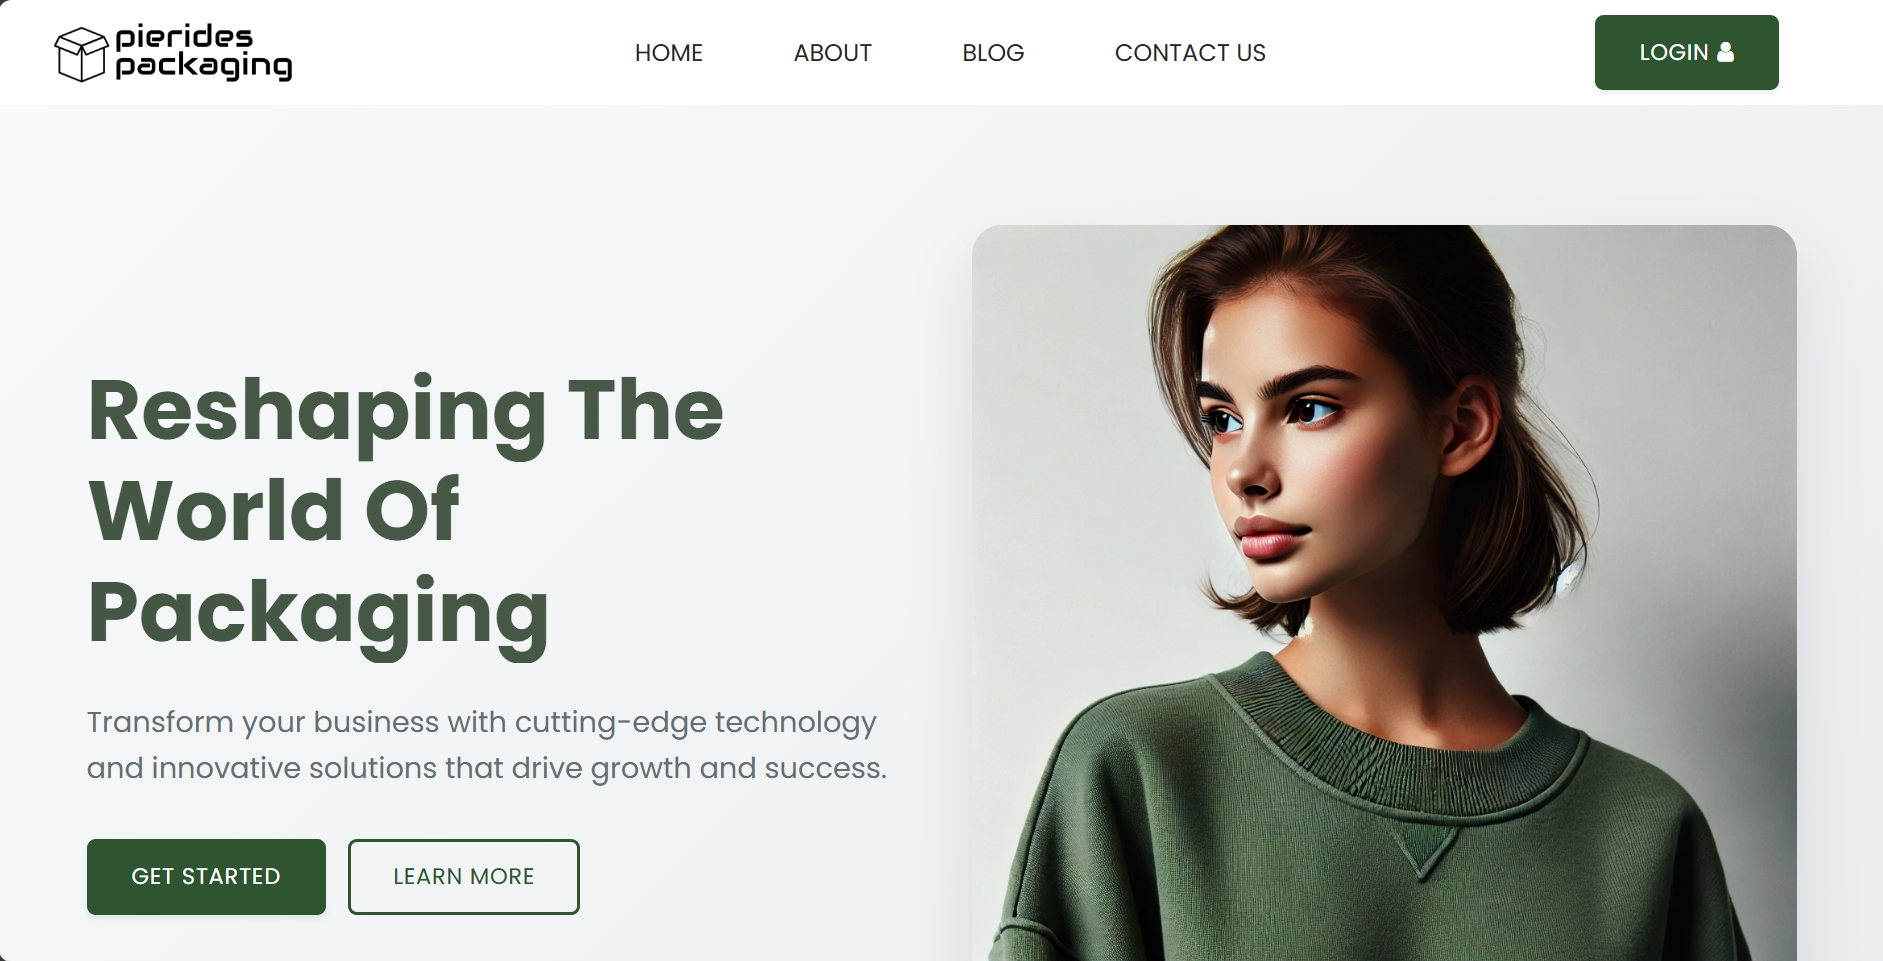 pierides
packaging
HOME
ABOUT
BLOG
CONTACT US
LOGIN
Reshaping The
World Of
Packaging
Transform your business with cutting-edge technology
and innovative solutions that drive growth and success.
GET STARTED
LEARN MORE